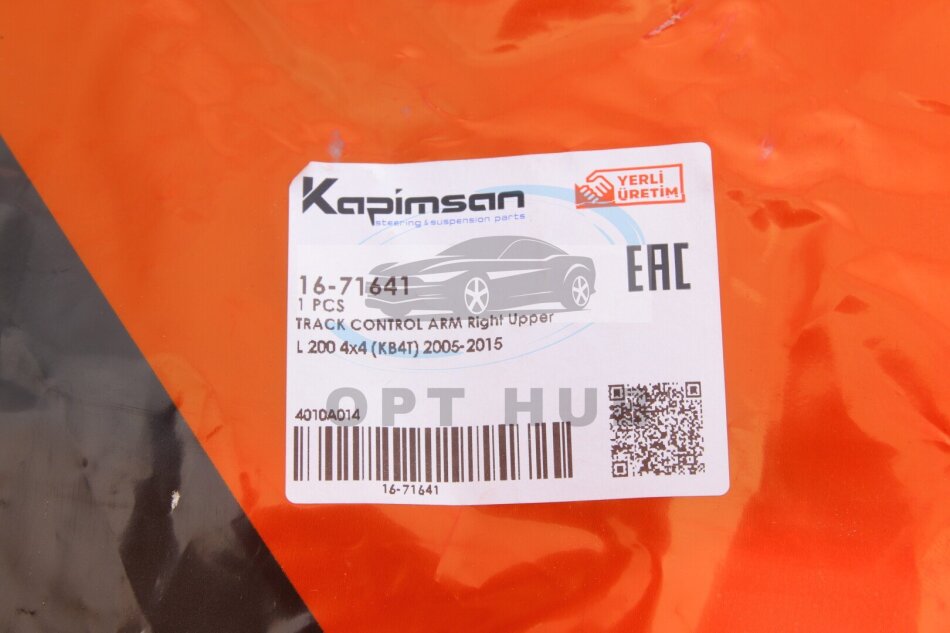 Kapimsan
steering & suspension parts
YERLİ
ÜRETİM
EAC
16-71641
1 PCS
TRACK CONTROL ARM Right Upper
L 200 4x4 (KB4T) 2005-2015
OPT HU
4010A014
16-71641